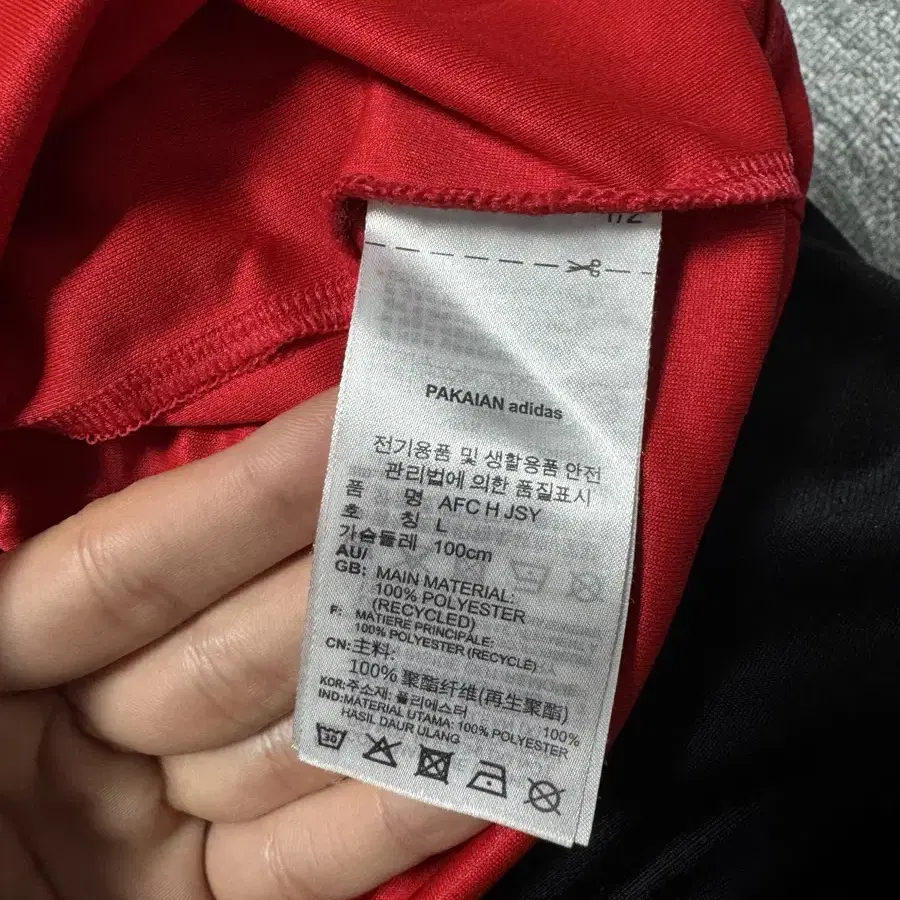 1/2
PAKAIAN adidas
전기용품 및 생활용품 안전
관리법에 의한 품질표시
품 명 AFC H JSY
호 칭 L
가슴둘레 100cm
AU/
GB: MAIN MATERIAL:
100% POLYESTER
(RECYCLED)
F: MATIÈRE PRINCIPALE:
100% POLYESTER (RECYCLÉ)
CN:主料:
100% 聚酯纤维(再生聚酯)
KOR:주소재: 폴리에스터 100%
IND:MATERIAL UTAMA: 100% POLYESTER
HASIL DAUR ULANG
30